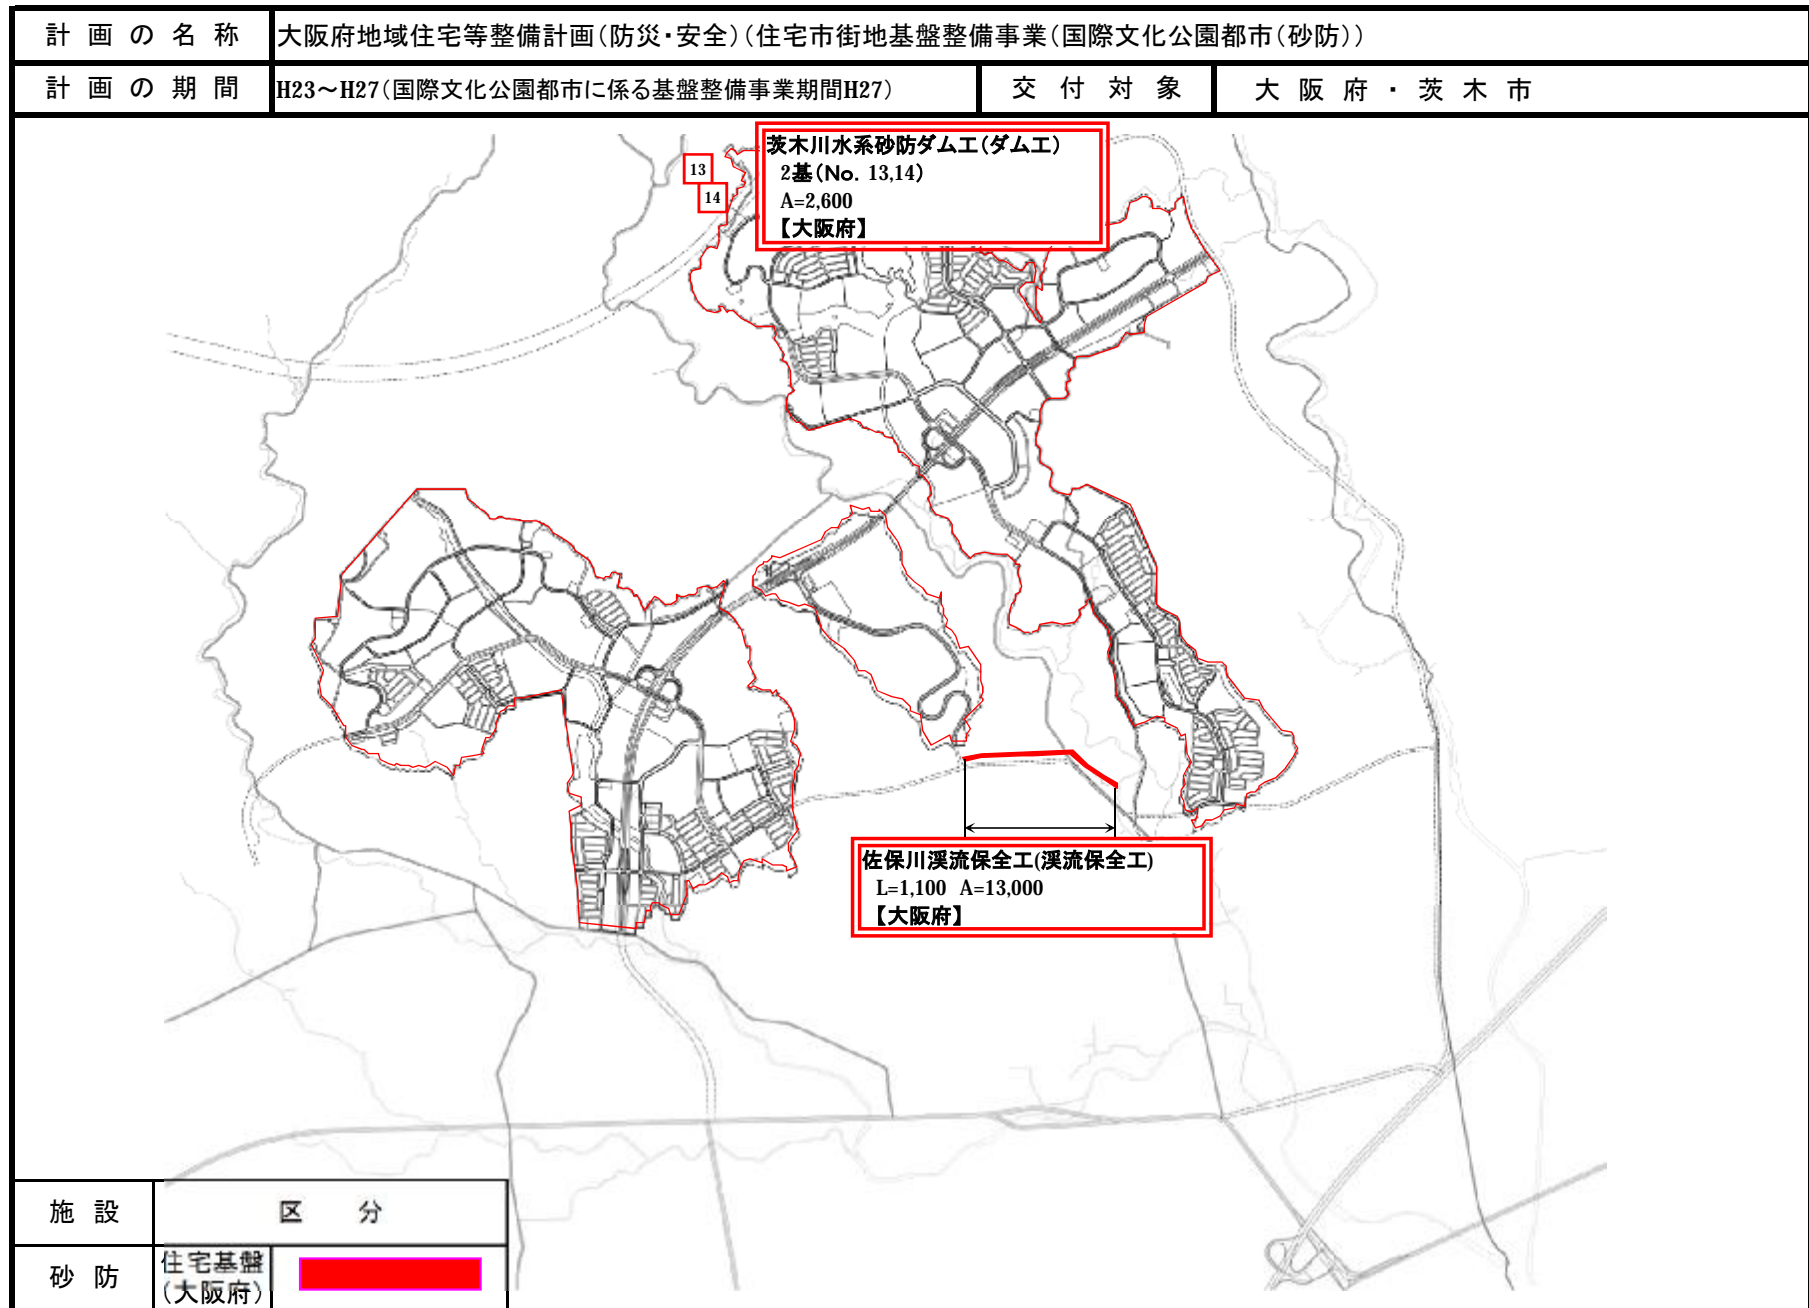 計画の名称
大阪府地域住宅等整備計画(防災・安全)(住宅市街地基盤整備事業(国際文化公園都市(砂防))
計画の期間
H23～H27(国際文化公園都市に係る基盤整備事業期間H27)
交付対象
大阪府・茨木市
13
14
茨木川水系砂防ダム工(ダム工)
2基(No. 13,14)
A=2,600
【大阪府】
佐保川渓流保全工(渓流保全工)
L=1,100 A=13,000
【大阪府】
施設
区分
砂防
住宅基盤
(大阪府)